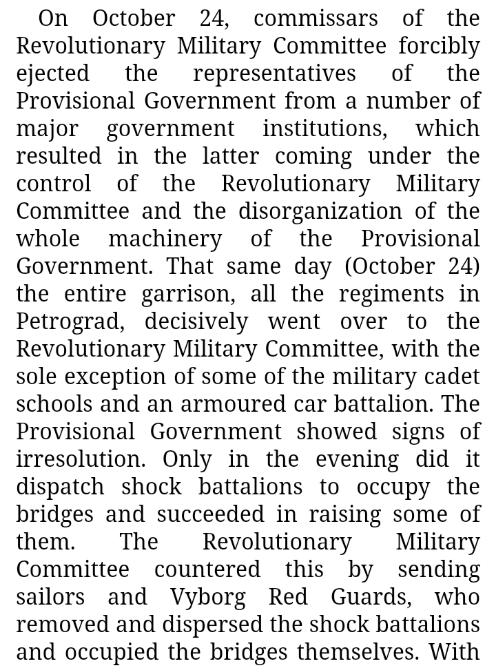 On October 24, commissars of the
Revolutionary Military Committee forcibly
ejected the representatives of the
Provisional Government from a number of
major government institutions, which
resulted in the latter coming under the
control of the Revolutionary Military
Committee and the disorganization of the
whole machinery of the Provisional
Government. That same day (October 24)
the entire garrison, all the regiments in
Petrograd, decisively went over to the
Revolutionary Military Committee, with the
sole exception of some of the military cadet
schools and an armoured car battalion. The
Provisional Government showed signs of
irresolution. Only in the evening did it
dispatch shock battalions to occupy the
bridges and succeeded in raising some of
them. The Revolutionary Military
Committee countered this by sending
sailors and Vyborg Red Guards, who
removed and dispersed the shock battalions
and occupied the bridges themselves. With